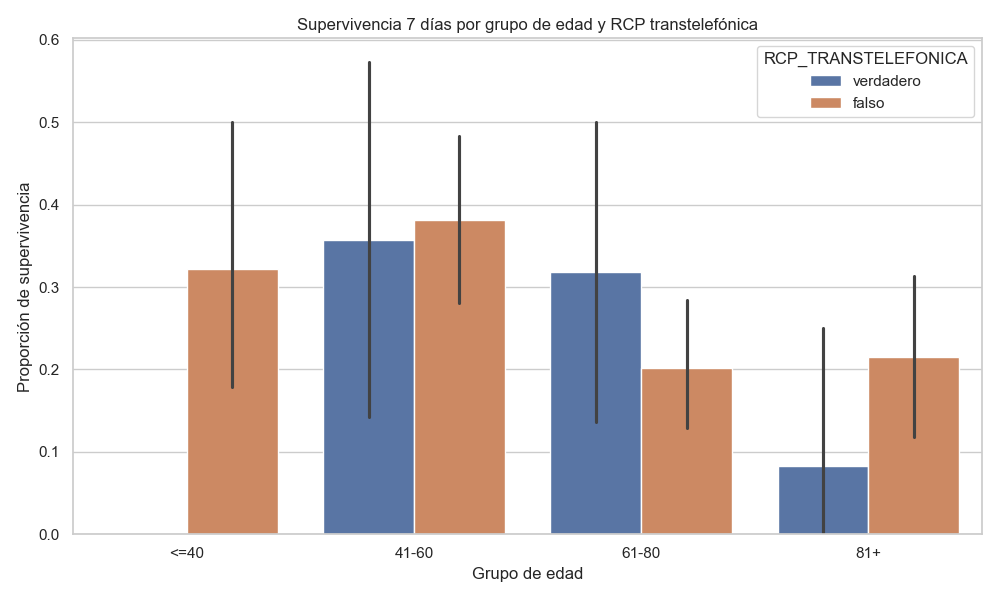 Supervivencia 7 días por grupo de edad y RCP transtelefónica
RCP_TRANSTELEFONICA
verdadero
falso
Proporción de supervivencia
0.6
0.5
0.4
0.3
0.2
0.1
0.0
<=40
41-60
61-80
81+
Grupo de edad